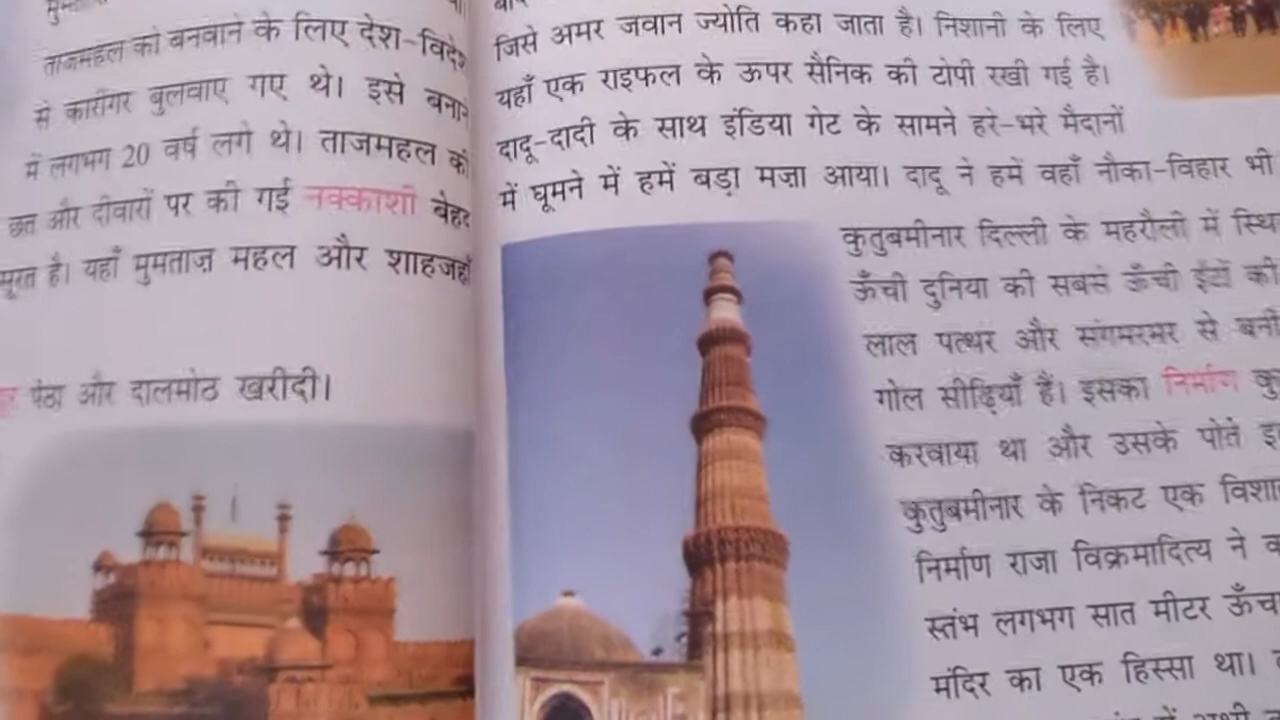 ताजमहल को बनवाने के लिए देश-विदेश
से कारीगर बुलवाए गए थे। इसे बनाने
में लगभग 20 वर्ष लगे थे। ताजमहल की
छत और दीवारों पर की गई नक्काशी बेहद
है। यहाँ मुमताज़ महल और शाहजहाँ
पेठा और दालमोठ खरीदी।
जिसे अमर जवान ज्योति कहा जाता है। निशानी के लिए
यहाँ एक राइफल के ऊपर सैनिक की टोपी रखी गई है।
दादू-दादी के साथ इंडिया गेट के सामने हरे-भरे मैदानों
में घूमने में हमें बड़ा मज़ा आया। दादू ने हमें वहाँ नौका-विहार भी
कुतुबमीनार दिल्ली के महरौली में
ऊँची दुनिया की सबसे ऊँची ईंटों की
लाल पत्थर और संगमरमर से बनी
गोल सीढ़ियाँ हैं। इसका निर्माण
करवाया था और उसके पोते
कुतुबमीनार के निकट एक
निर्माण राजा विक्रमादित्य ने
स्तंभ लगभग सात मीटर
मंदिर का एक हिस्सा था।